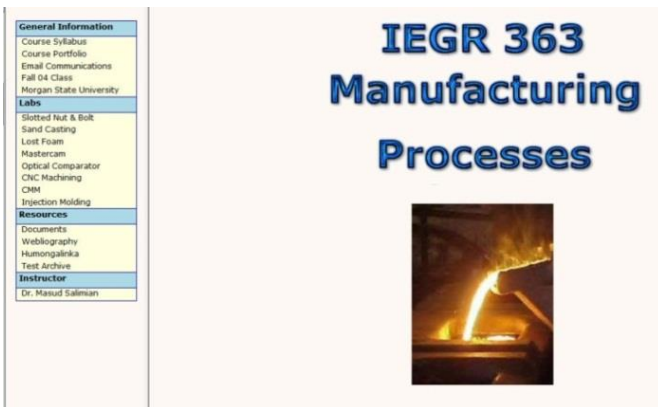 General Information
Course Syllabus
Course Portfolio
Email Communications
Fall 04 Class
Morgan State University
Labs
Slotted Nut & Bolt
Sand Casting
Lost Foam
Mastercam
Optical Comparator
CNC Machining
CMM
Injection Molding
Resources
Documents
Webliography
Humongalinka
Test Archive
Instructor
Dr. Masud Salimian
IEGR 363
Manufacturing
Processes